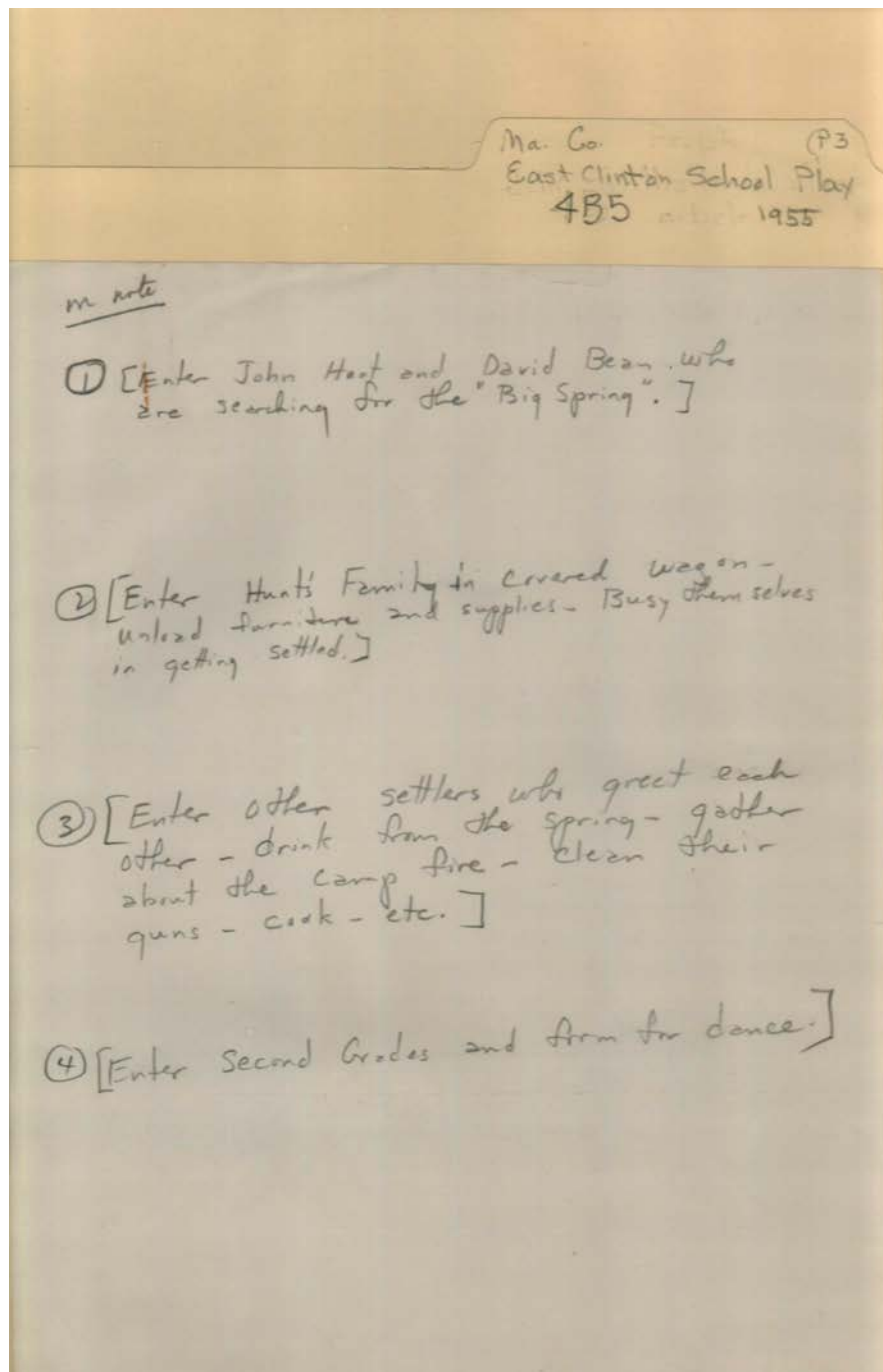 Ma. Co. (P3
East Clinton School Play
4B5 1955
m note
① [Enter John Hunt and David Bean who
are searching for the "Big Spring". ]
② [Enter Hunt's Family in covered wagon -
unload furniture and supplies - Busy themselves
in getting settled.]
③ [Enter other settlers who greet each
other - drink from the spring - gather
about the camp fire - clean their
guns - cook - etc. ]
④ [Enter Second Grades and form for dance.]